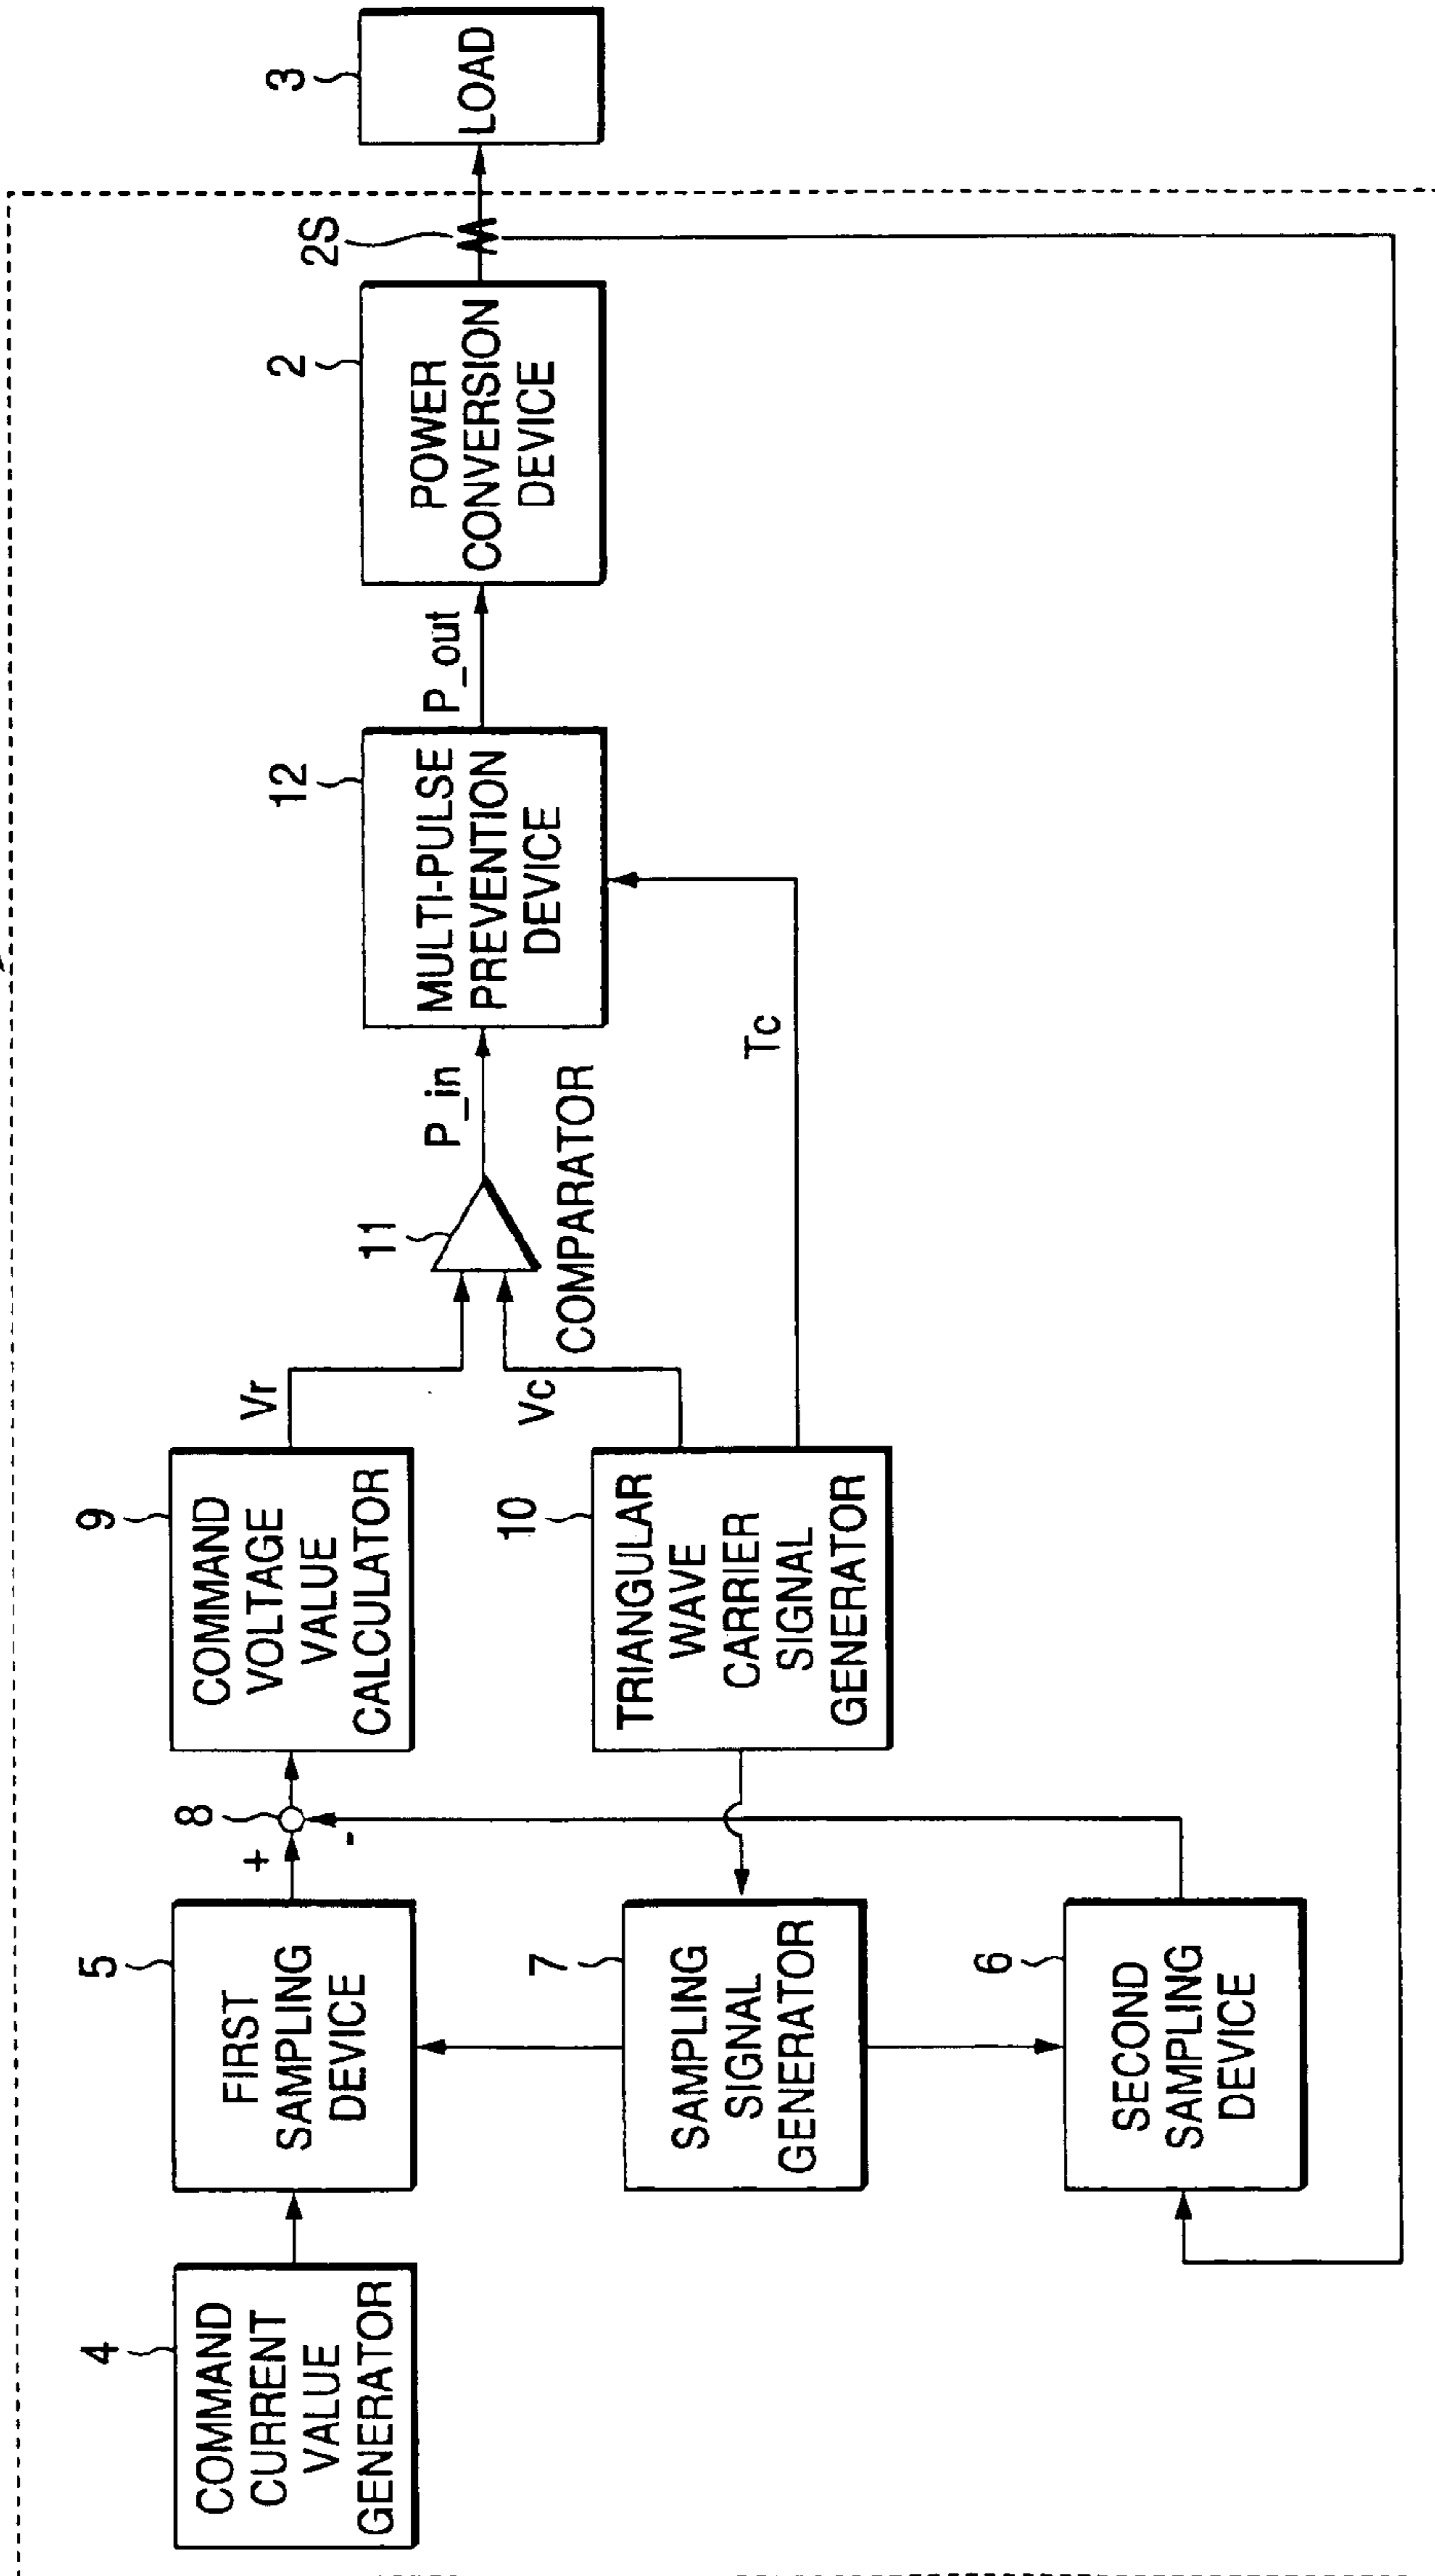 4
COMMAND
CURRENT
VALUE
GENERATOR
5
FIRST
SAMPLING
DEVICE
+
-
8
9
COMMAND
VOLTAGE
VALUE
CALCULATOR
Vr
7
SAMPLING
SIGNAL
GENERATOR
10
TRIANGULAR
WAVE
CARRIER
SIGNAL
GENERATOR
Vc
Tc
6
SECOND
SAMPLING
DEVICE
11
COMPARATOR
P_in
12
MULTI-PULSE
PREVENTION
DEVICE
P_out
2
POWER
CONVERSION
DEVICE
2S
3
LOAD